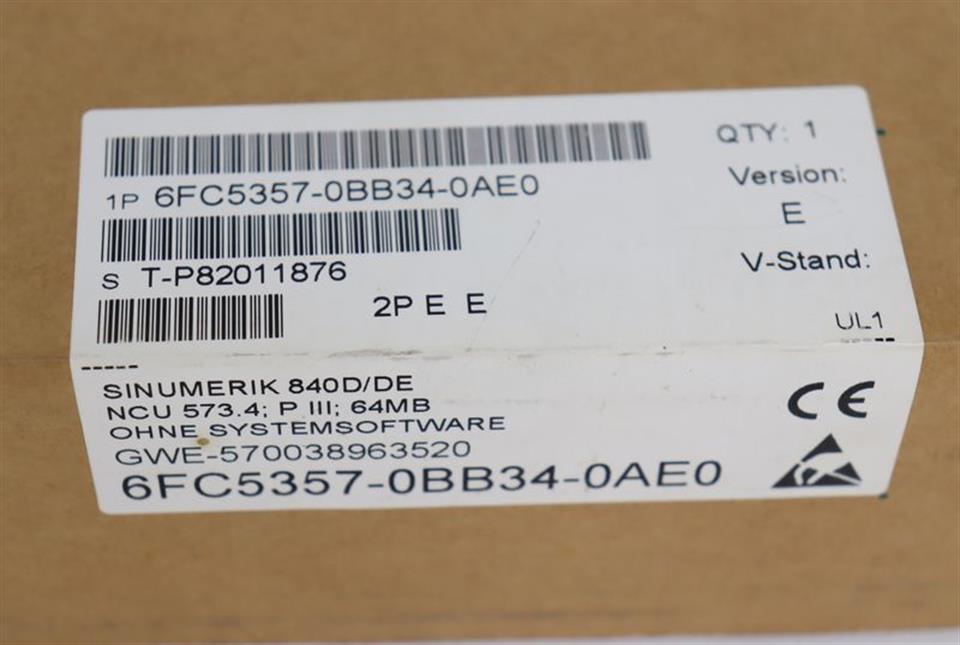 1P 6FC5357-0BB34-0AE0
QTY: 1
Version:
E
S T-P82011876
V-Stand:
2P E E
UL1
SINUMERIK 840D/DE
NCU 573.4; P III; 64MB
OHNE SYSTEMSOFTWARE
GWE-570038963520
6FC5357-0BB34-0AE0
CE